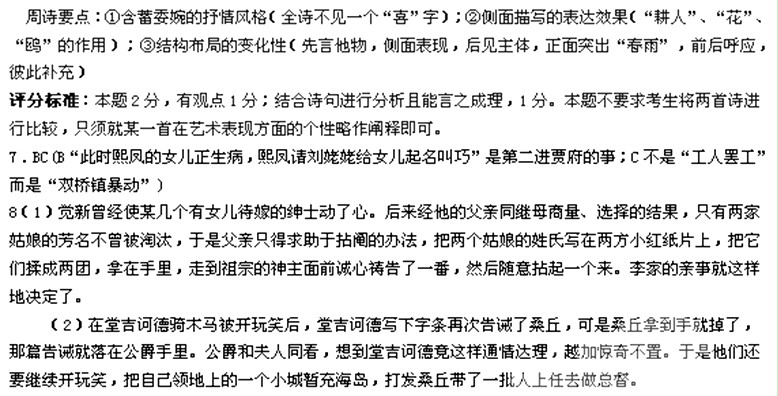 周诗要点：①含蓄委婉的抒情风格（全诗不见一个“喜”字）；②侧面描写的表达效果（“耕人”、“花”、
“鸥”的作用）；③结构布局的变化性（先言他物，侧面表现，后见主体，正面突出“春雨”，前后呼应，
彼此补充）
评分标准：本题2分，有观点1分；结合诗句进行分析且能言之成理，1分。本题不要求考生将两首诗进
行比较，只须就某一首在艺术表现方面的个性略作阐释即可。
7．BC(B“此时熙凤的女儿正生病，熙凤请刘姥姥给女儿起名叫巧”是第二进贾府的事；C不是“工人罢工”
而是“双桥镇暴动”)
8（1）觉新曾经使某几个有女儿待嫁的绅士动了心。后来经他的父亲同继母商量、选择的结果，只有两家
姑娘的芳名不曾被淘汰，于是父亲只得求助于拈阄的办法，把两个姑娘的姓氏写在两方小红纸片上，把它
们揉成两团，拿在手里，走到祖宗的神主面前诚心祷告了一番，然后随意拈起一个来。李家的亲事就这样
地决定了。
（2）在堂吉诃德骑木马被开玩笑后，堂吉诃德写下字条再次告诫了桑丘，可是桑丘拿到手就掉了，
那篇告诫就落在公爵手里。公爵和夫人同看，想到堂吉诃德竟这样通情达理，越加惊奇不置。于是他们还
要继续开玩笑，把自己领地上的一个小城暂充海岛，打发桑丘带了一批人上任去做总督。